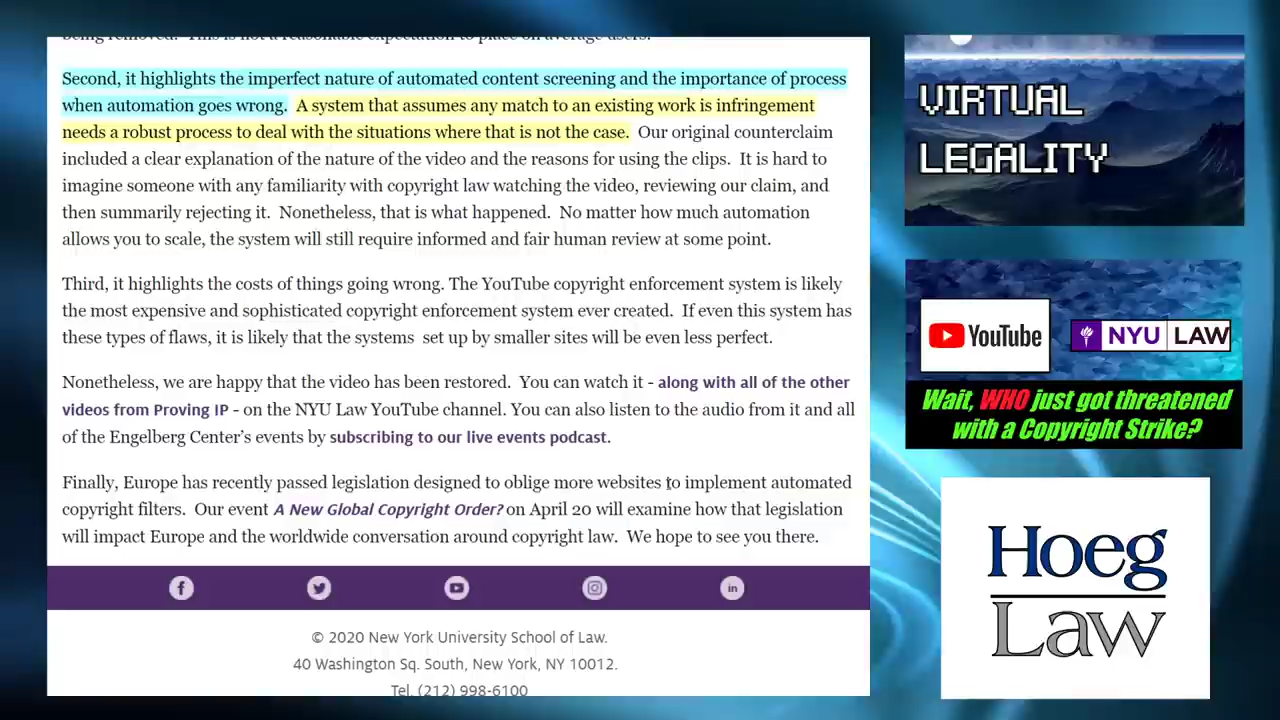 being removed. This is not a reasonable expectation to place on average users.
Second, it highlights the imperfect nature of automated content screening and the importance of process
when automation goes wrong. A system that assumes any match to an existing work is infringement
needs a robust process to deal with the situations where that is not the case. Our original counterclaim
included a clear explanation of the nature of the video and the reasons for using the clips. It is hard to
imagine someone with any familiarity with copyright law watching the video, reviewing our claim, and
then summarily rejecting it. Nonetheless, that is what happened. No matter how much automation
allows you to scale, the system will still require informed and fair human review at some point.
Third, it highlights the costs of things going wrong. The YouTube copyright enforcement system is likely
the most expensive and sophisticated copyright enforcement system ever created. If even this system has
these types of flaws, it is likely that the systems set up by smaller sites will be even less perfect.
Nonetheless, we are happy that the video has been restored. You can watch it - along with all of the other
videos from Proving IP - on the NYU Law YouTube channel. You can also listen to the audio from it and all
of the Engelberg Center's events by subscribing to our live events podcast.
Finally, Europe has recently passed legislation designed to oblige more websites to implement automated
copyright filters. Our event A New Global Copyright Order? on April 20 will examine how that legislation
will impact Europe and the worldwide conversation around copyright law. We hope to see you there.
© 2020 New York University School of Law.
40 Washington Sq. South, New York, NY 10012.
Tel. (212) 998-6100
VIRTUAL
LEGALITY
YouTube
NYU LAW
Wait, WHO just got threatened
with a Copyright Strike?
Hoeg
Law